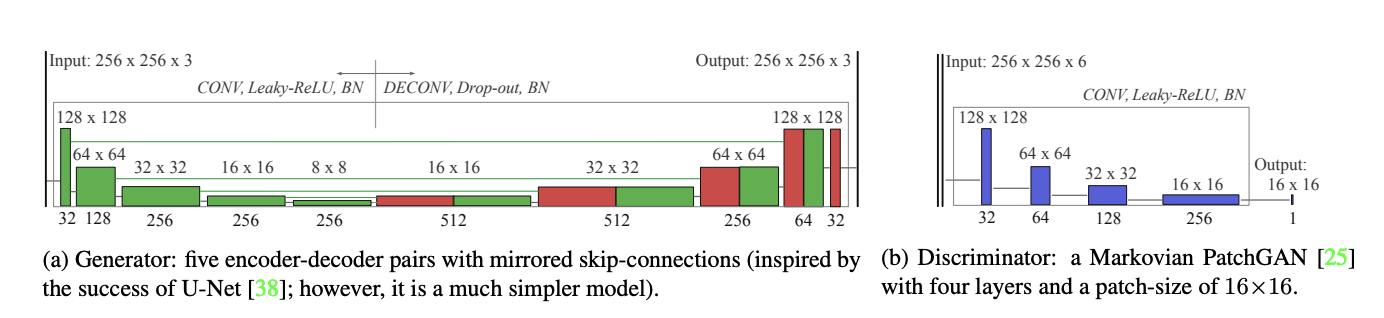 Input: 256 x 256 x 3
Output: 256 x 256 x 3
CONV, Leaky-ReLU, BN
DECONV, Drop-out, BN
128 x 128
64 x 64
32 x 32
16 x 16
8 x 8
16 x 16
32 x 32
64 x 64
128 x 128
32 128 256 256 256 512 512 256 64 32
(a) Generator: five encoder-decoder pairs with mirrored skip-connections (inspired by
the success of U-Net [38]; however, it is a much simpler model).
Input: 256 x 256 x 6
CONV, Leaky-ReLU, BN
128 x 128
64 x 64
32 x 32
16 x 16
Output:
16 x 16
32 64 128 256 1
(b) Discriminator: a Markovian PatchGAN [25]
with four layers and a patch-size of 16×16.